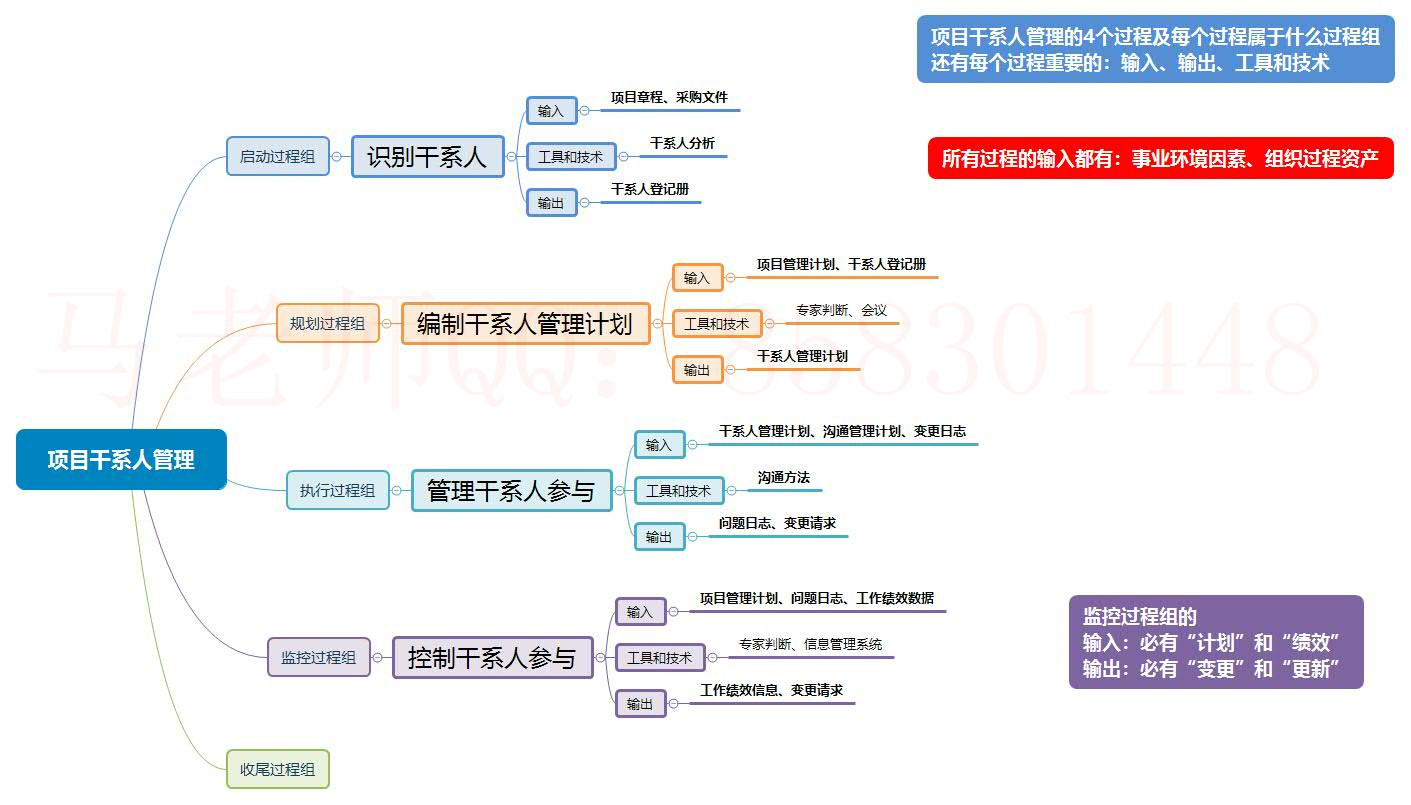 项目干系人管理的4个过程及每个过程属于什么过程组
还有每个过程重要的：输入、输出、工具和技术
所有过程的输入都有：事业环境因素、组织过程资产
项目干系人管理
启动过程组
识别干系人
输入
项目章程、采购文件
工具和技术
干系人分析
输出
干系人登记册
规划过程组
编制干系人管理计划
输入
项目管理计划、干系人登记册
工具和技术
专家判断、会议
输出
干系人管理计划
执行过程组
管理干系人参与
输入
干系人管理计划、沟通管理计划、变更日志
工具和技术
沟通方法
输出
问题日志、变更请求
监控过程组
控制干系人参与
输入
项目管理计划、问题日志、工作绩效数据
工具和技术
专家判断、信息管理系统
输出
工作绩效信息、变更请求
监控过程组的
输入：必有“计划”和“绩效”
输出：必有“变更”和“更新”
收尾过程组